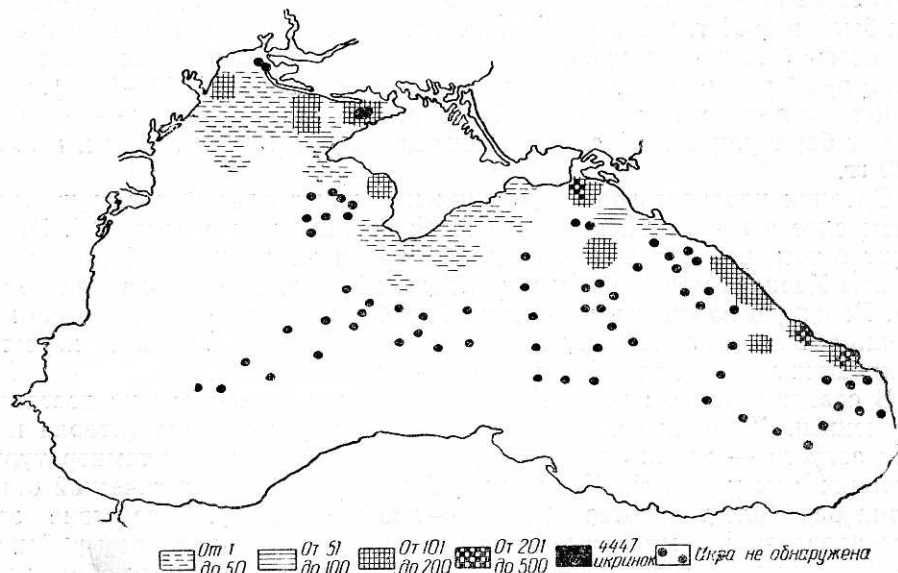 От 1
до 50
От 51
до 100
От 101
до 200
От 201
до 500
4447
икринок
Икра не обнаружена